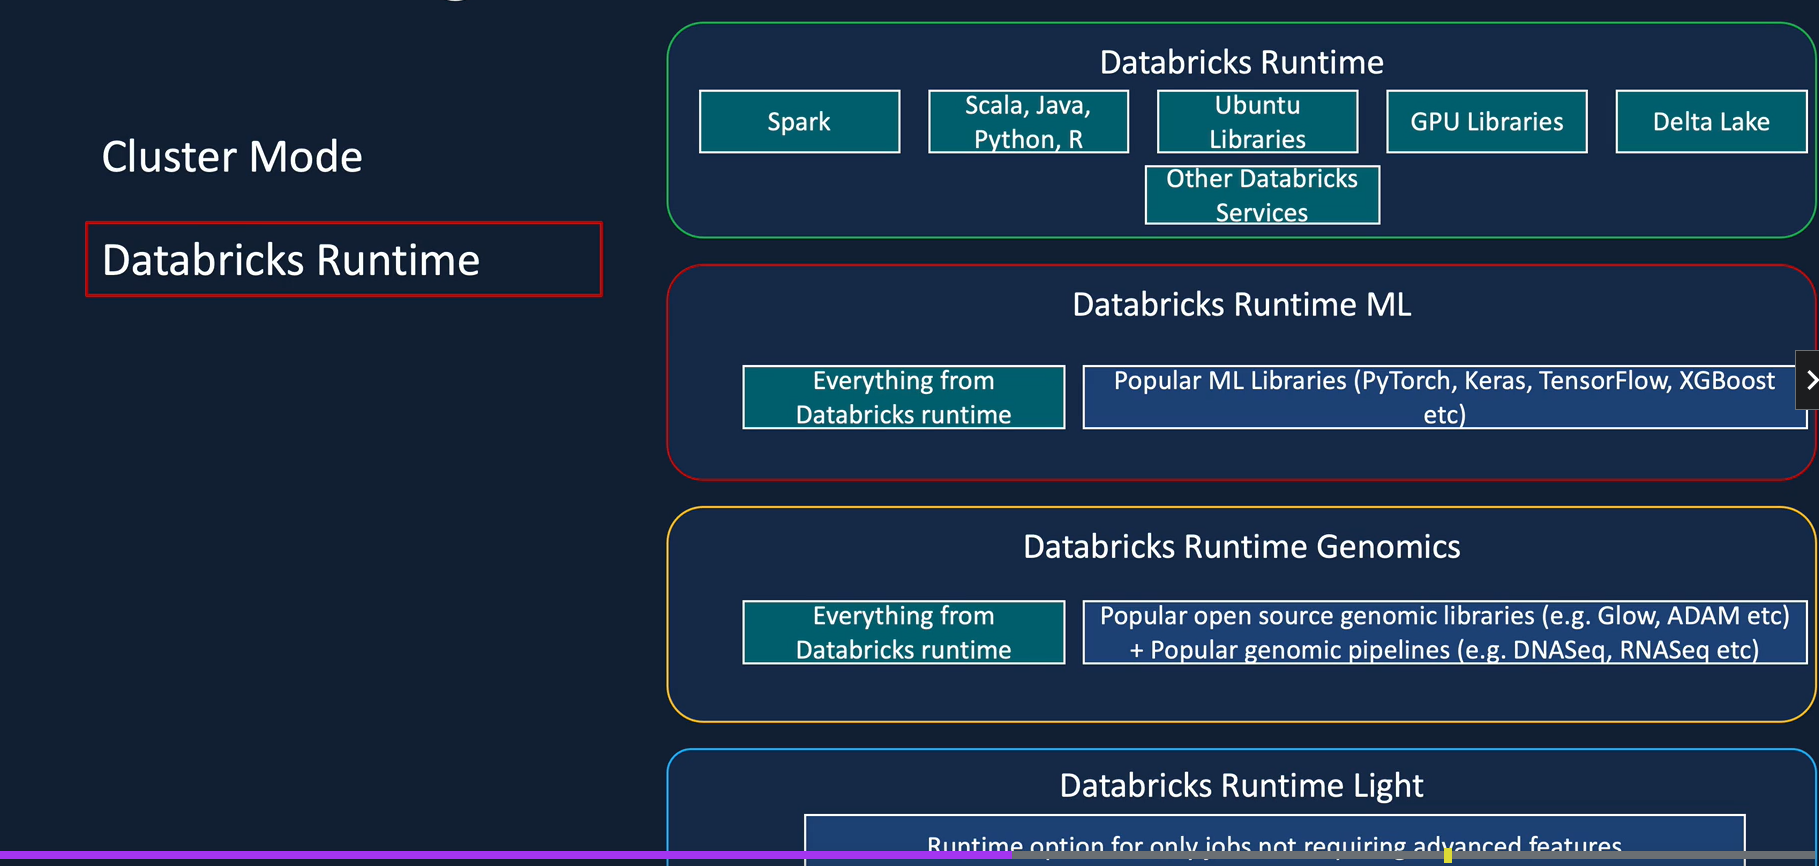 Cluster Mode
Databricks Runtime
Databricks Runtime
Spark
Scala, Java,
Python, R
Ubuntu
Libraries
GPU Libraries
Delta Lake
Other Databricks
Services
Databricks Runtime ML
Everything from
Databricks runtime
Popular ML Libraries (PyTorch, Keras, TensorFlow, XGBoost
etc)
Databricks Runtime Genomics
Everything from
Databricks runtime
Popular open source genomic libraries (e.g. Glow, ADAM etc)
+ Popular genomic pipelines (e.g. DNASeq, RNASeq etc)
Databricks Runtime Light
Runtime option for only jobs not requiring advanced features